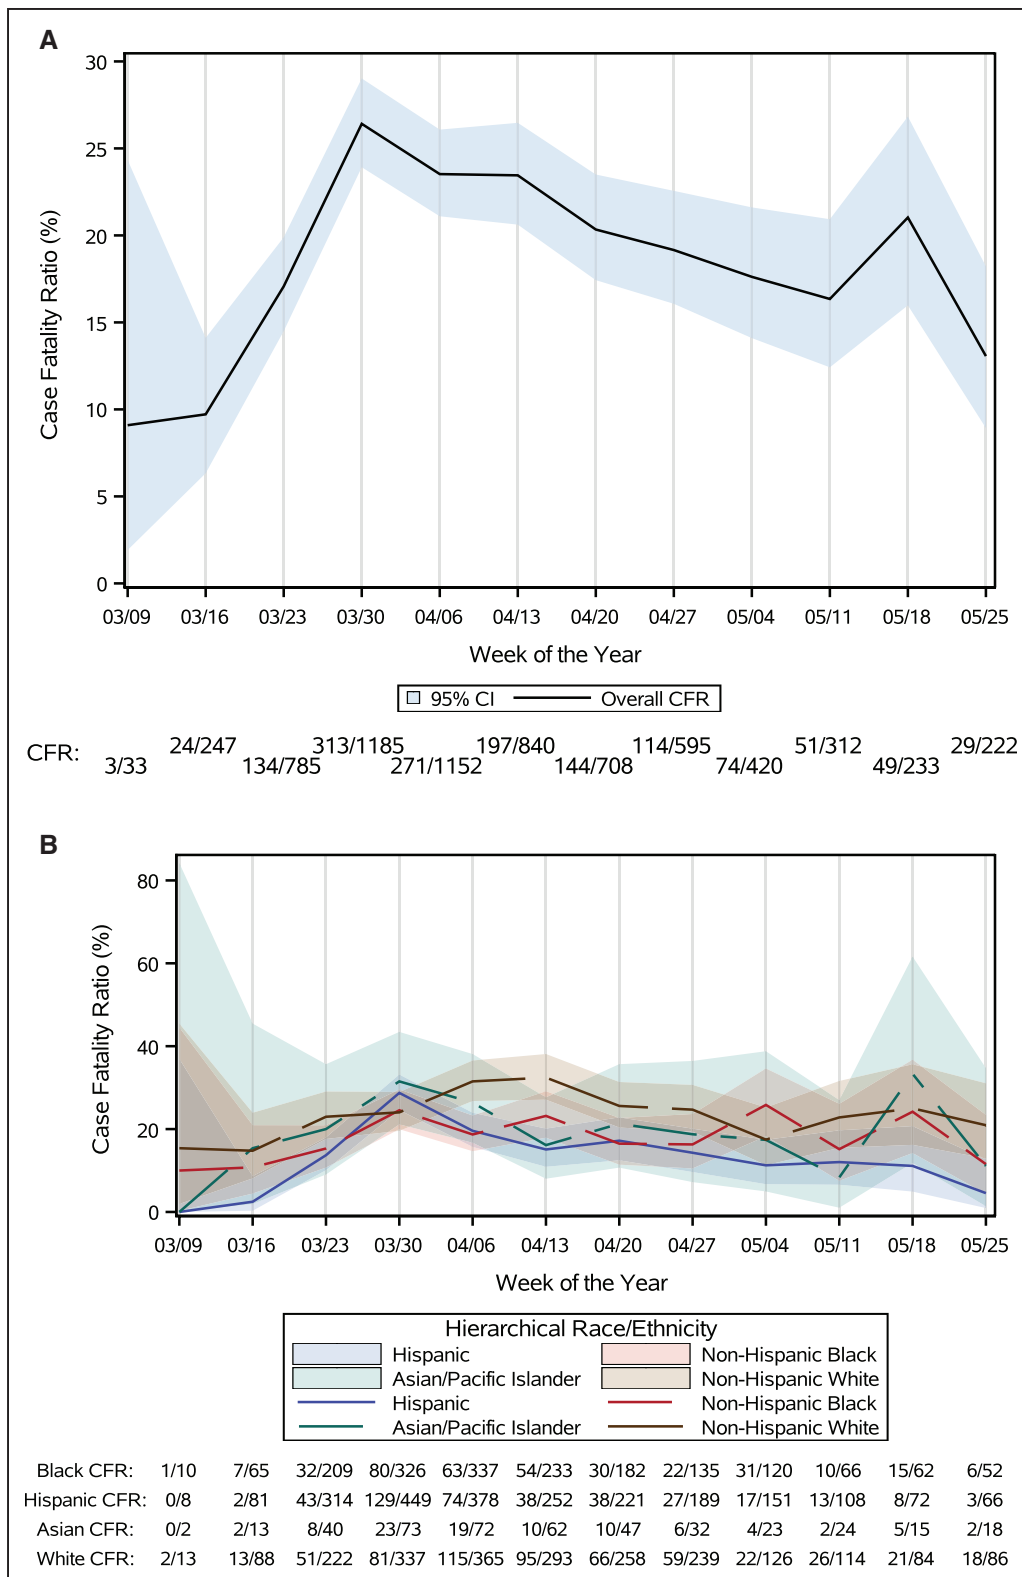 A
30
25
20
15
10
5
0
Case Fatality Ratio (%)
03/09 03/16 03/23 03/30 04/06 04/13 04/20 04/27 05/04 05/11 05/18 05/25
Week of the Year
95% CI Overall CFR
CFR: 3/33 24/247 134/785 313/1185 271/1152 197/840 144/708 114/595 74/420 51/312 49/233 29/222
B
80
60
40
20
0
Case Fatality Ratio (%)
03/09 03/16 03/23 03/30 04/06 04/13 04/20 04/27 05/04 05/11 05/18 05/25
Week of the Year
Hierarchical Race/Ethnicity
Hispanic Non-Hispanic Black
Asian/Pacific Islander Non-Hispanic White
Hispanic Non-Hispanic Black
Asian/Pacific Islander Non-Hispanic White
Black CFR: 1/10 7/65 32/209 80/326 63/337 54/233 30/182 22/135 31/120 10/66 15/62 6/52
Hispanic CFR: 0/8 2/81 43/314 129/449 74/378 38/252 38/221 27/189 17/151 13/108 8/72 3/66
Asian CFR: 0/2 2/13 8/40 23/73 19/72 10/62 10/47 6/32 4/23 2/24 5/15 2/18
White CFR: 2/13 13/88 51/222 81/337 115/365 95/293 66/258 59/239 22/126 26/114 21/84 18/86